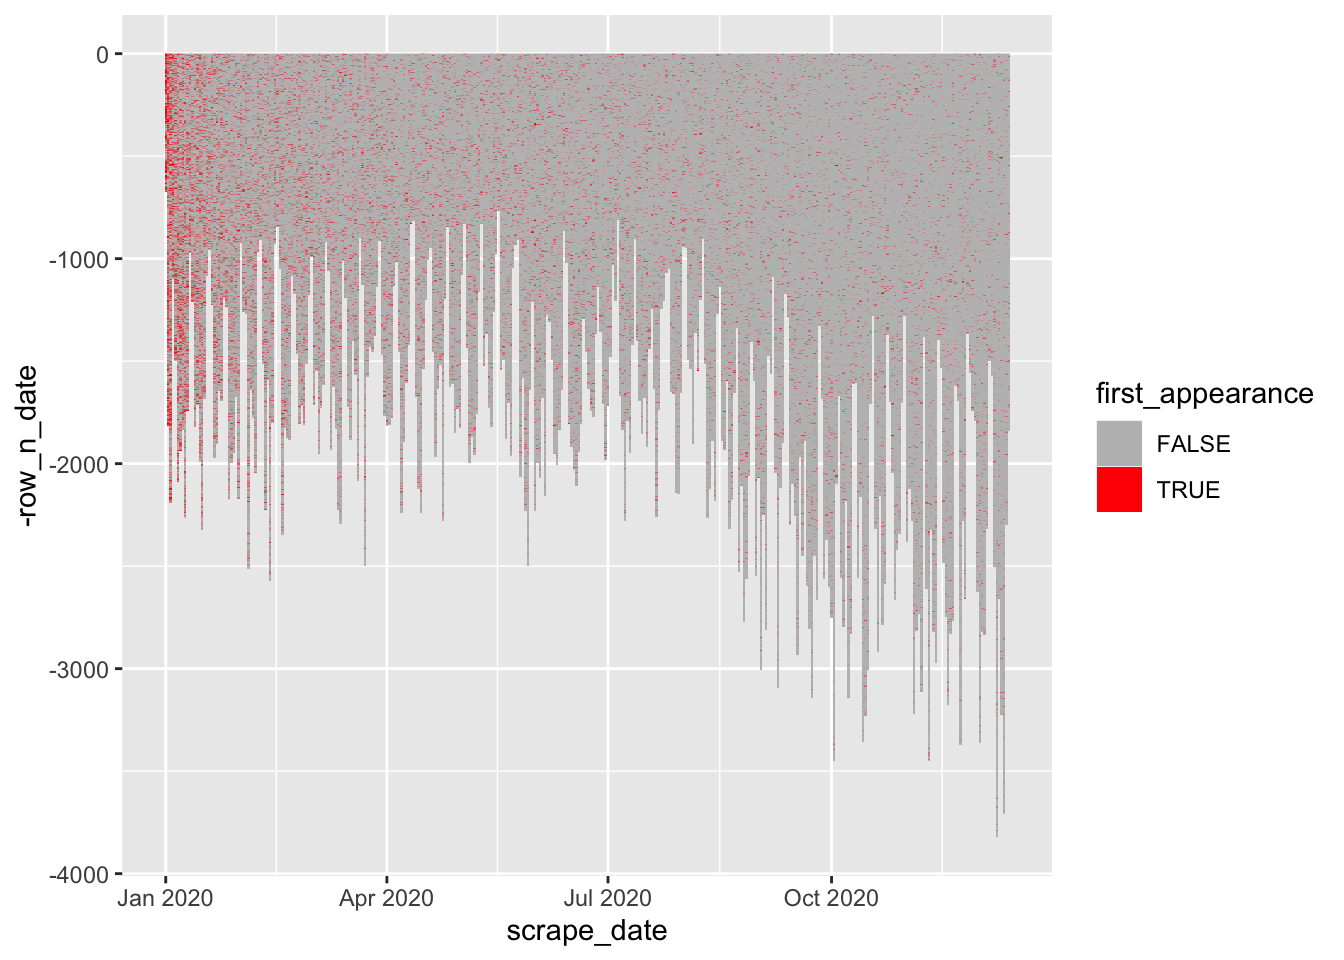 0
-1000
-2000
-3000
-4000
-row_n_date
Jan 2020
Apr 2020
Jul 2020
Oct 2020
scrape_date
first_appearance
FALSE
TRUE